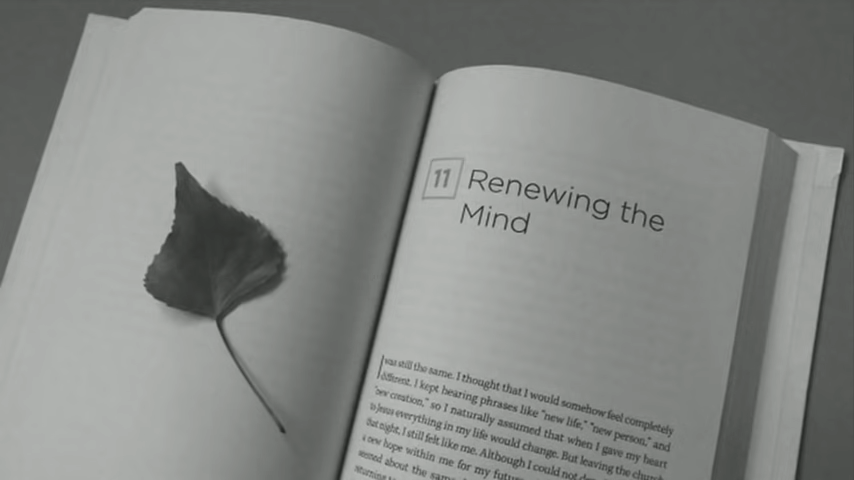 11 Renewing the
Mind
I was still the same. I thought that I would somehow feel completely
different. I kept hearing phrases like "new life," "new person," and
"new creation," so I naturally assumed that when I gave my heart
to Jesus everything in my life would change. But leaving the church
that night, I still felt like me. Although I could not
a new hope within me for my
seemed about the same.
returning